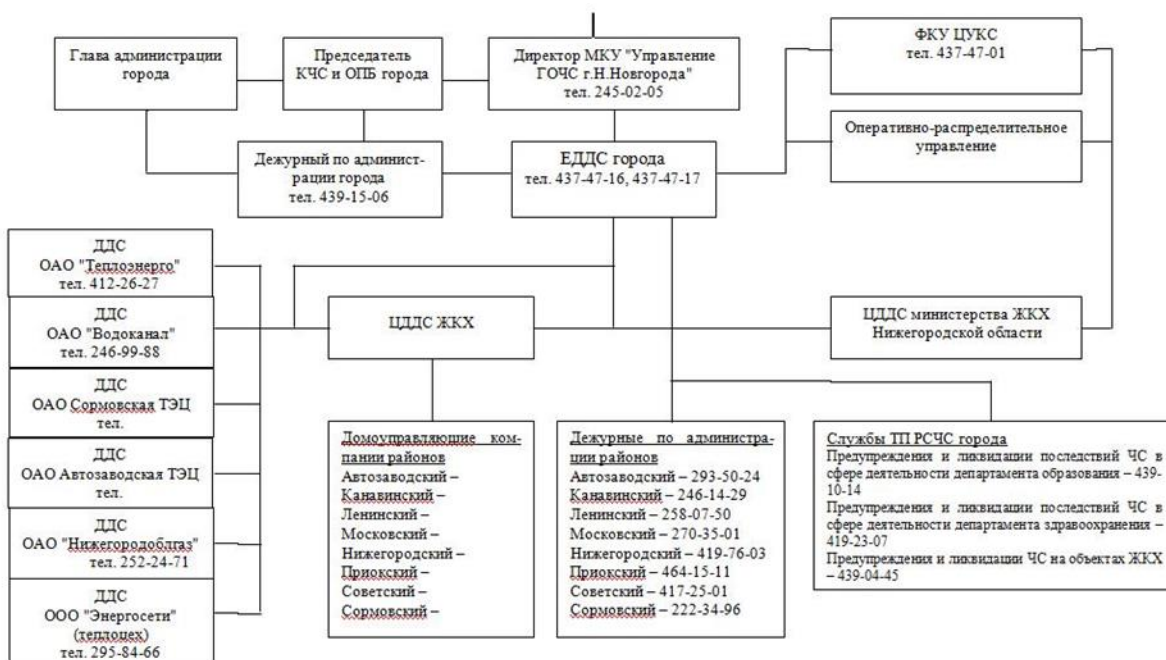 Глава администрации
города
Председатель
КЧС и ОПБ города
Директор МКУ "Управление
ГОЧС г.Н.Новгорода"
тел. 245-02-05
ФКУ ЦУКС
тел. 437-47-01
Оперативно-распределительное
управление
Дежурный по админист-
рации города
тел. 439-15-06
ЕДДС города
тел. 437-47-16, 437-47-17
ДДС
ОАО "Теплоэнерго"
тел. 412-26-27
ДДС
ОАО "Водоканал"
тел. 246-99-88
ДДС
ОАО Сормовская ТЭЦ
тел.
ДДС
ОАО Автозаводская ТЭЦ
тел.
ДДС
ОАО "Нижегородоблгаз"
тел. 252-24-71
ДДС
ООО "Энергосети"
(теплоцех)
тел. 295-84-66
ЦДДС ЖКХ
ЦДДС министерства ЖКХ
Нижегородской области
Домоуправляющие ком-
пании районов
Автозаводский –
Канавинский –
Ленинский –
Московский –
Нижегородский –
Приокский –
Советский –
Сормовский –
Дежурные по администра-
ции районов
Автозаводский – 293-50-24
Канавинский – 246-14-29
Ленинский – 258-07-50
Московский – 270-35-01
Нижегородский – 419-76-03
Приокский – 464-15-11
Советский – 417-25-01
Сормовский – 222-34-96
Службы ТП РСЧС города
Предупреждения и ликвидации последствий ЧС в
сфере деятельности департамента образования – 439-
10-14
Предупреждения и ликвидации последствий ЧС в
сфере деятельности департамента здравоохранения –
419-23-07
Предупреждения и ликвидации ЧС на объектах ЖКХ
– 439-04-45